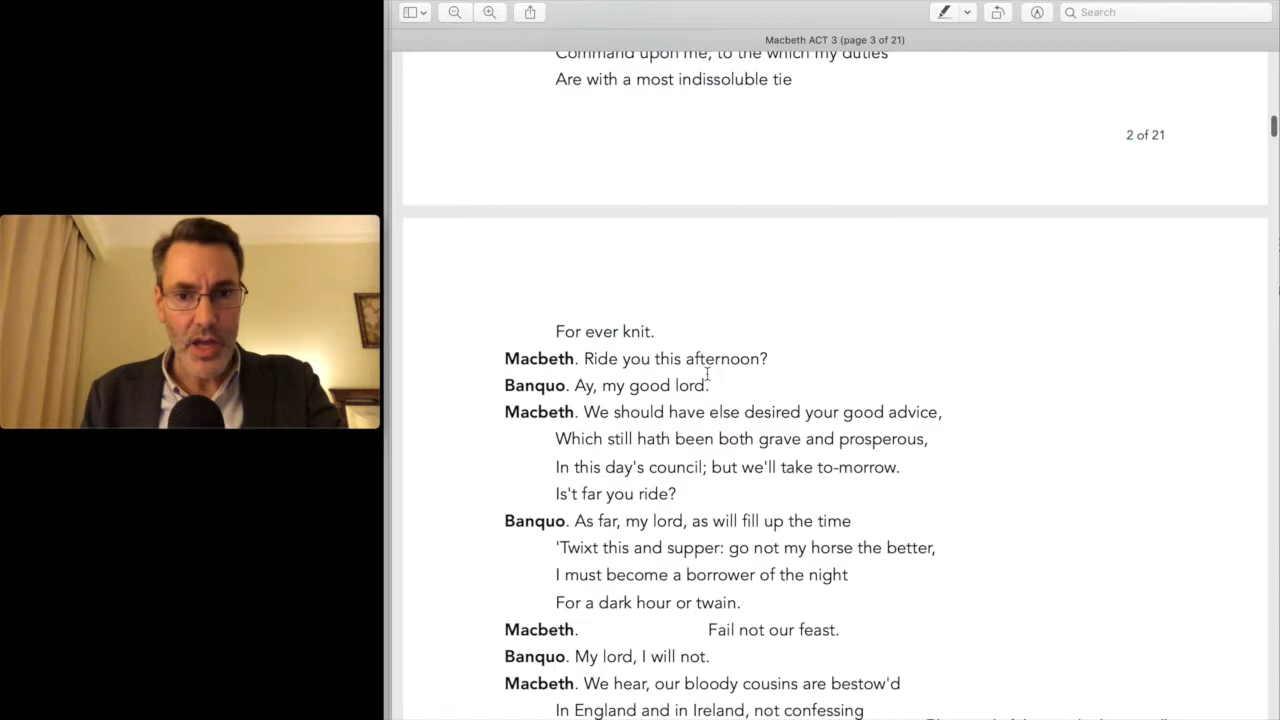 Search
Macbeth ACT 3 (page 3 of 21)
Command upon me; to the which my duties
Are with a most indissoluble tie
2 of 21
For ever knit.
Macbeth. Ride you this afternoon?
Banquo. Ay, my good lord.
Macbeth. We should have else desired your good advice,
Which still hath been both grave and prosperous,
In this day's council; but we'll take to-morrow.
Is't far you ride?
Banquo. As far, my lord, as will fill up the time
'Twixt this and supper: go not my horse the better,
I must become a borrower of the night
For a dark hour or twain.
Macbeth. Fail not our feast.
Banquo. My lord, I will not.
Macbeth. We hear, our bloody cousins are bestow'd
In England and in Ireland, not confessing